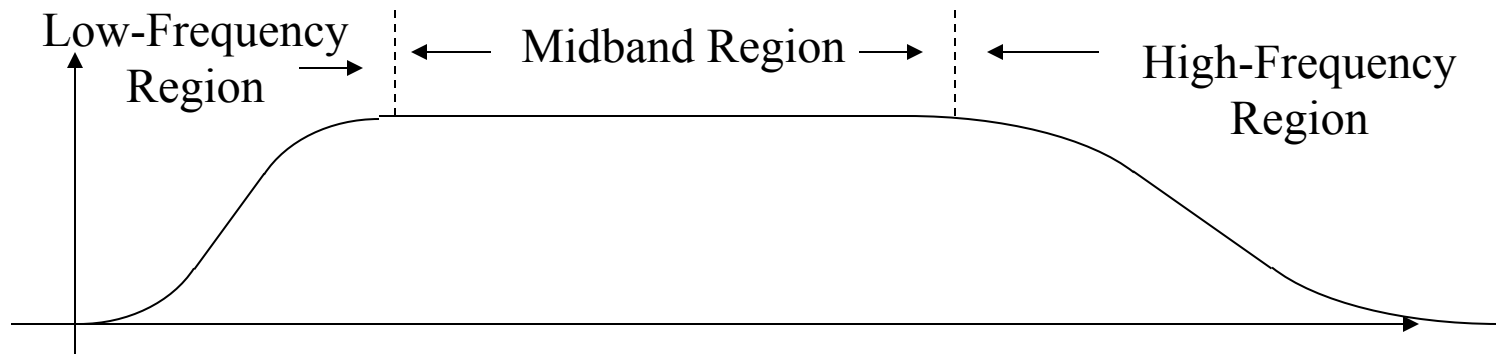 Low-Frequency
Region
Midband Region
High-Frequency
Region